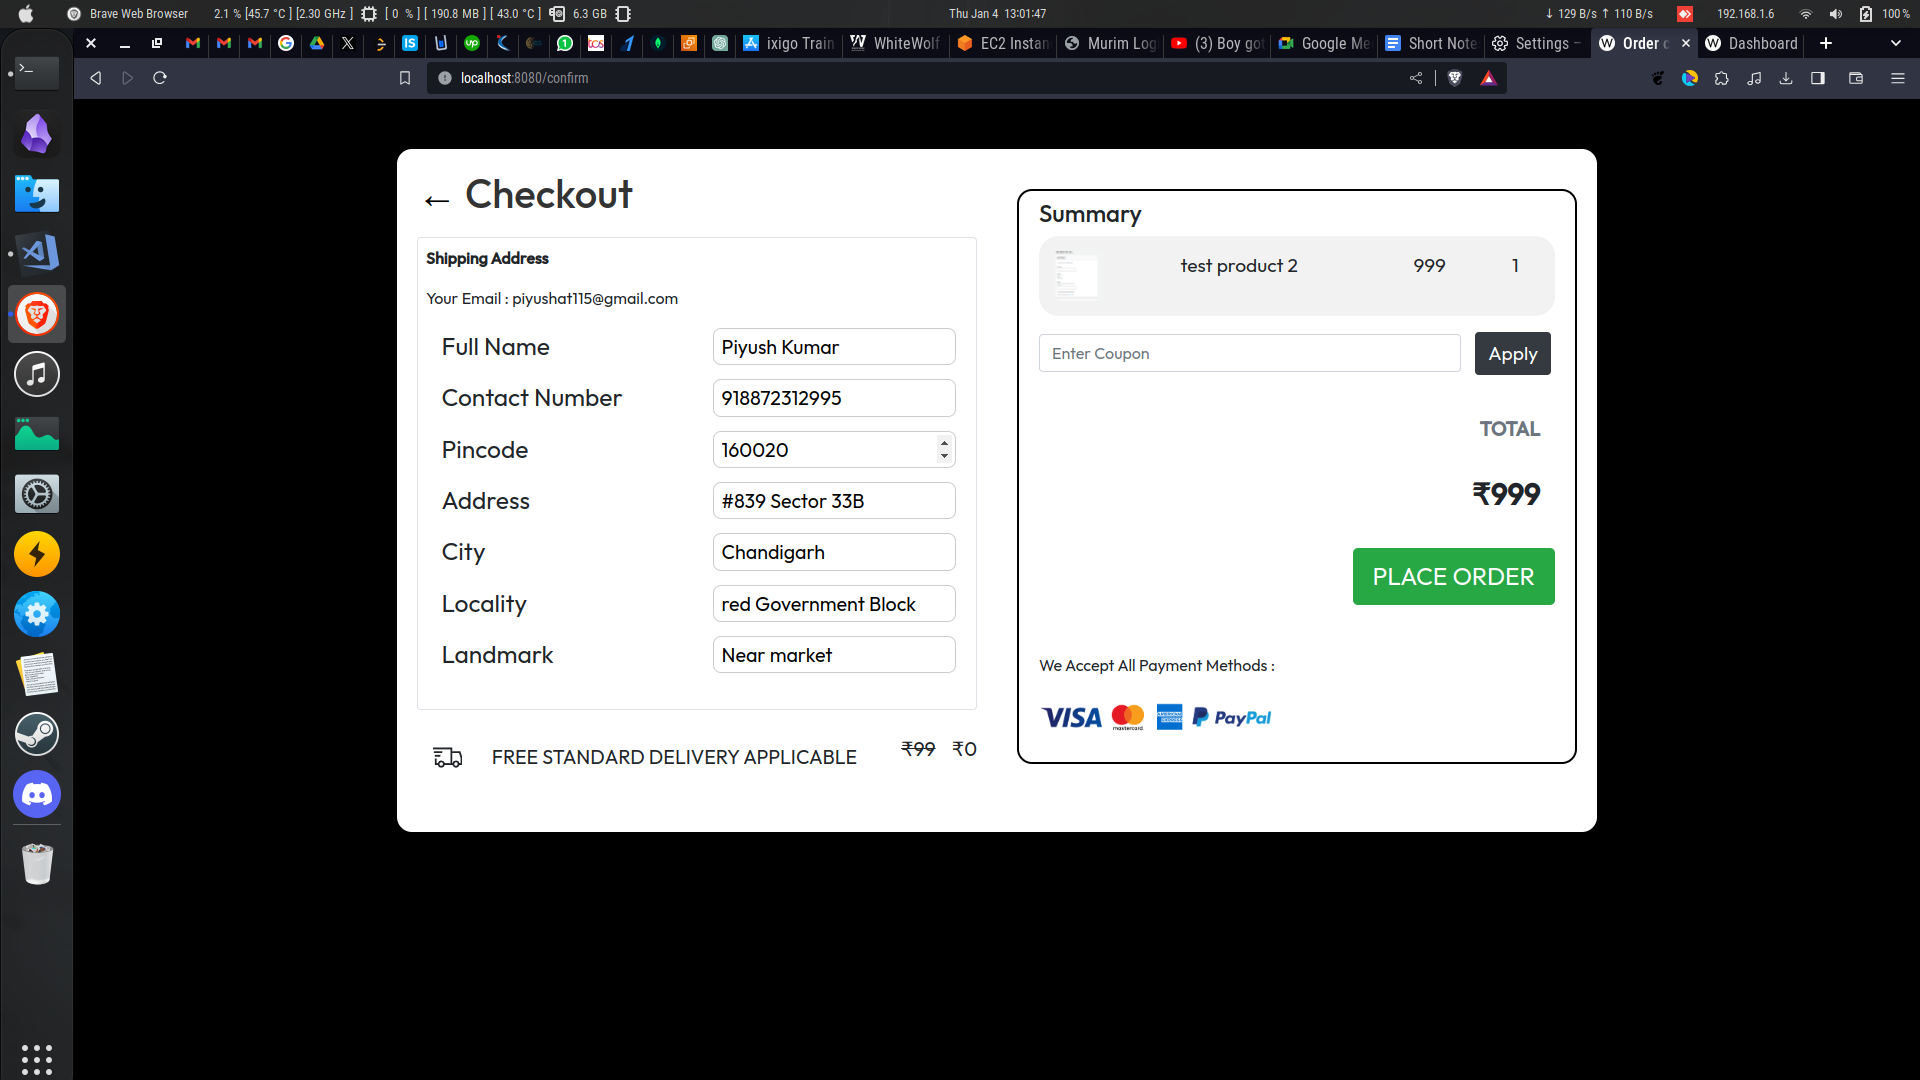 Brave Web Browser 2.1 % [45.7 °C ] [2.30 GHz ] [ 0 % ] [ 190.8 MB ] [ 43.0 °C ] 6.3 GB Thu Jan 4 13:01:47 ↓ 129 B/s ↑ 110 B/s 192.168.1.6 100 %
ixigo Train WhiteWolf EC2 Instan Murim Log (3) Boy got Google Me Short Note Settings – Order c Dashboard
localhost:8080/confirm
← Checkout
Shipping Address
Your Email : piyushat115@gmail.com
Full Name Piyush Kumar
Contact Number 918872312995
Pincode 160020
Address #839 Sector 33B
City Chandigarh
Locality red Government Block
Landmark Near market
FREE STANDARD DELIVERY APPLICABLE ₹99 ₹0
Summary
test product 2 999 1
Enter Coupon Apply
TOTAL
₹999
PLACE ORDER
We Accept All Payment Methods :
VISA mastercard AMERICAN EXPRESS PayPal